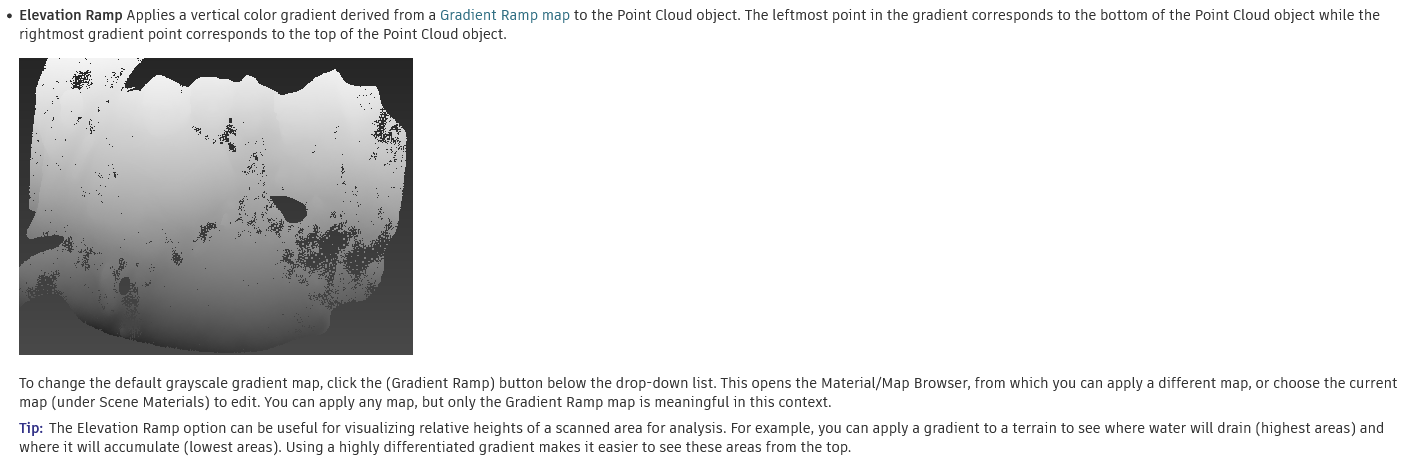 • Elevation Ramp Applies a vertical color gradient derived from a Gradient Ramp map to the Point Cloud object. The leftmost point in the gradient corresponds to the bottom of the Point Cloud object while the
rightmost gradient point corresponds to the top of the Point Cloud object.
To change the default grayscale gradient map, click the (Gradient Ramp) button below the drop-down list. This opens the Material/Map Browser, from which you can apply a different map, or choose the current
map (under Scene Materials) to edit. You can apply any map, but only the Gradient Ramp map is meaningful in this context.
Tip: The Elevation Ramp option can be useful for visualizing relative heights of a scanned area for analysis. For example, you can apply a gradient to a terrain to see where water will drain (highest areas) and
where it will accumulate (lowest areas). Using a highly differentiated gradient makes it easier to see these areas from the top.